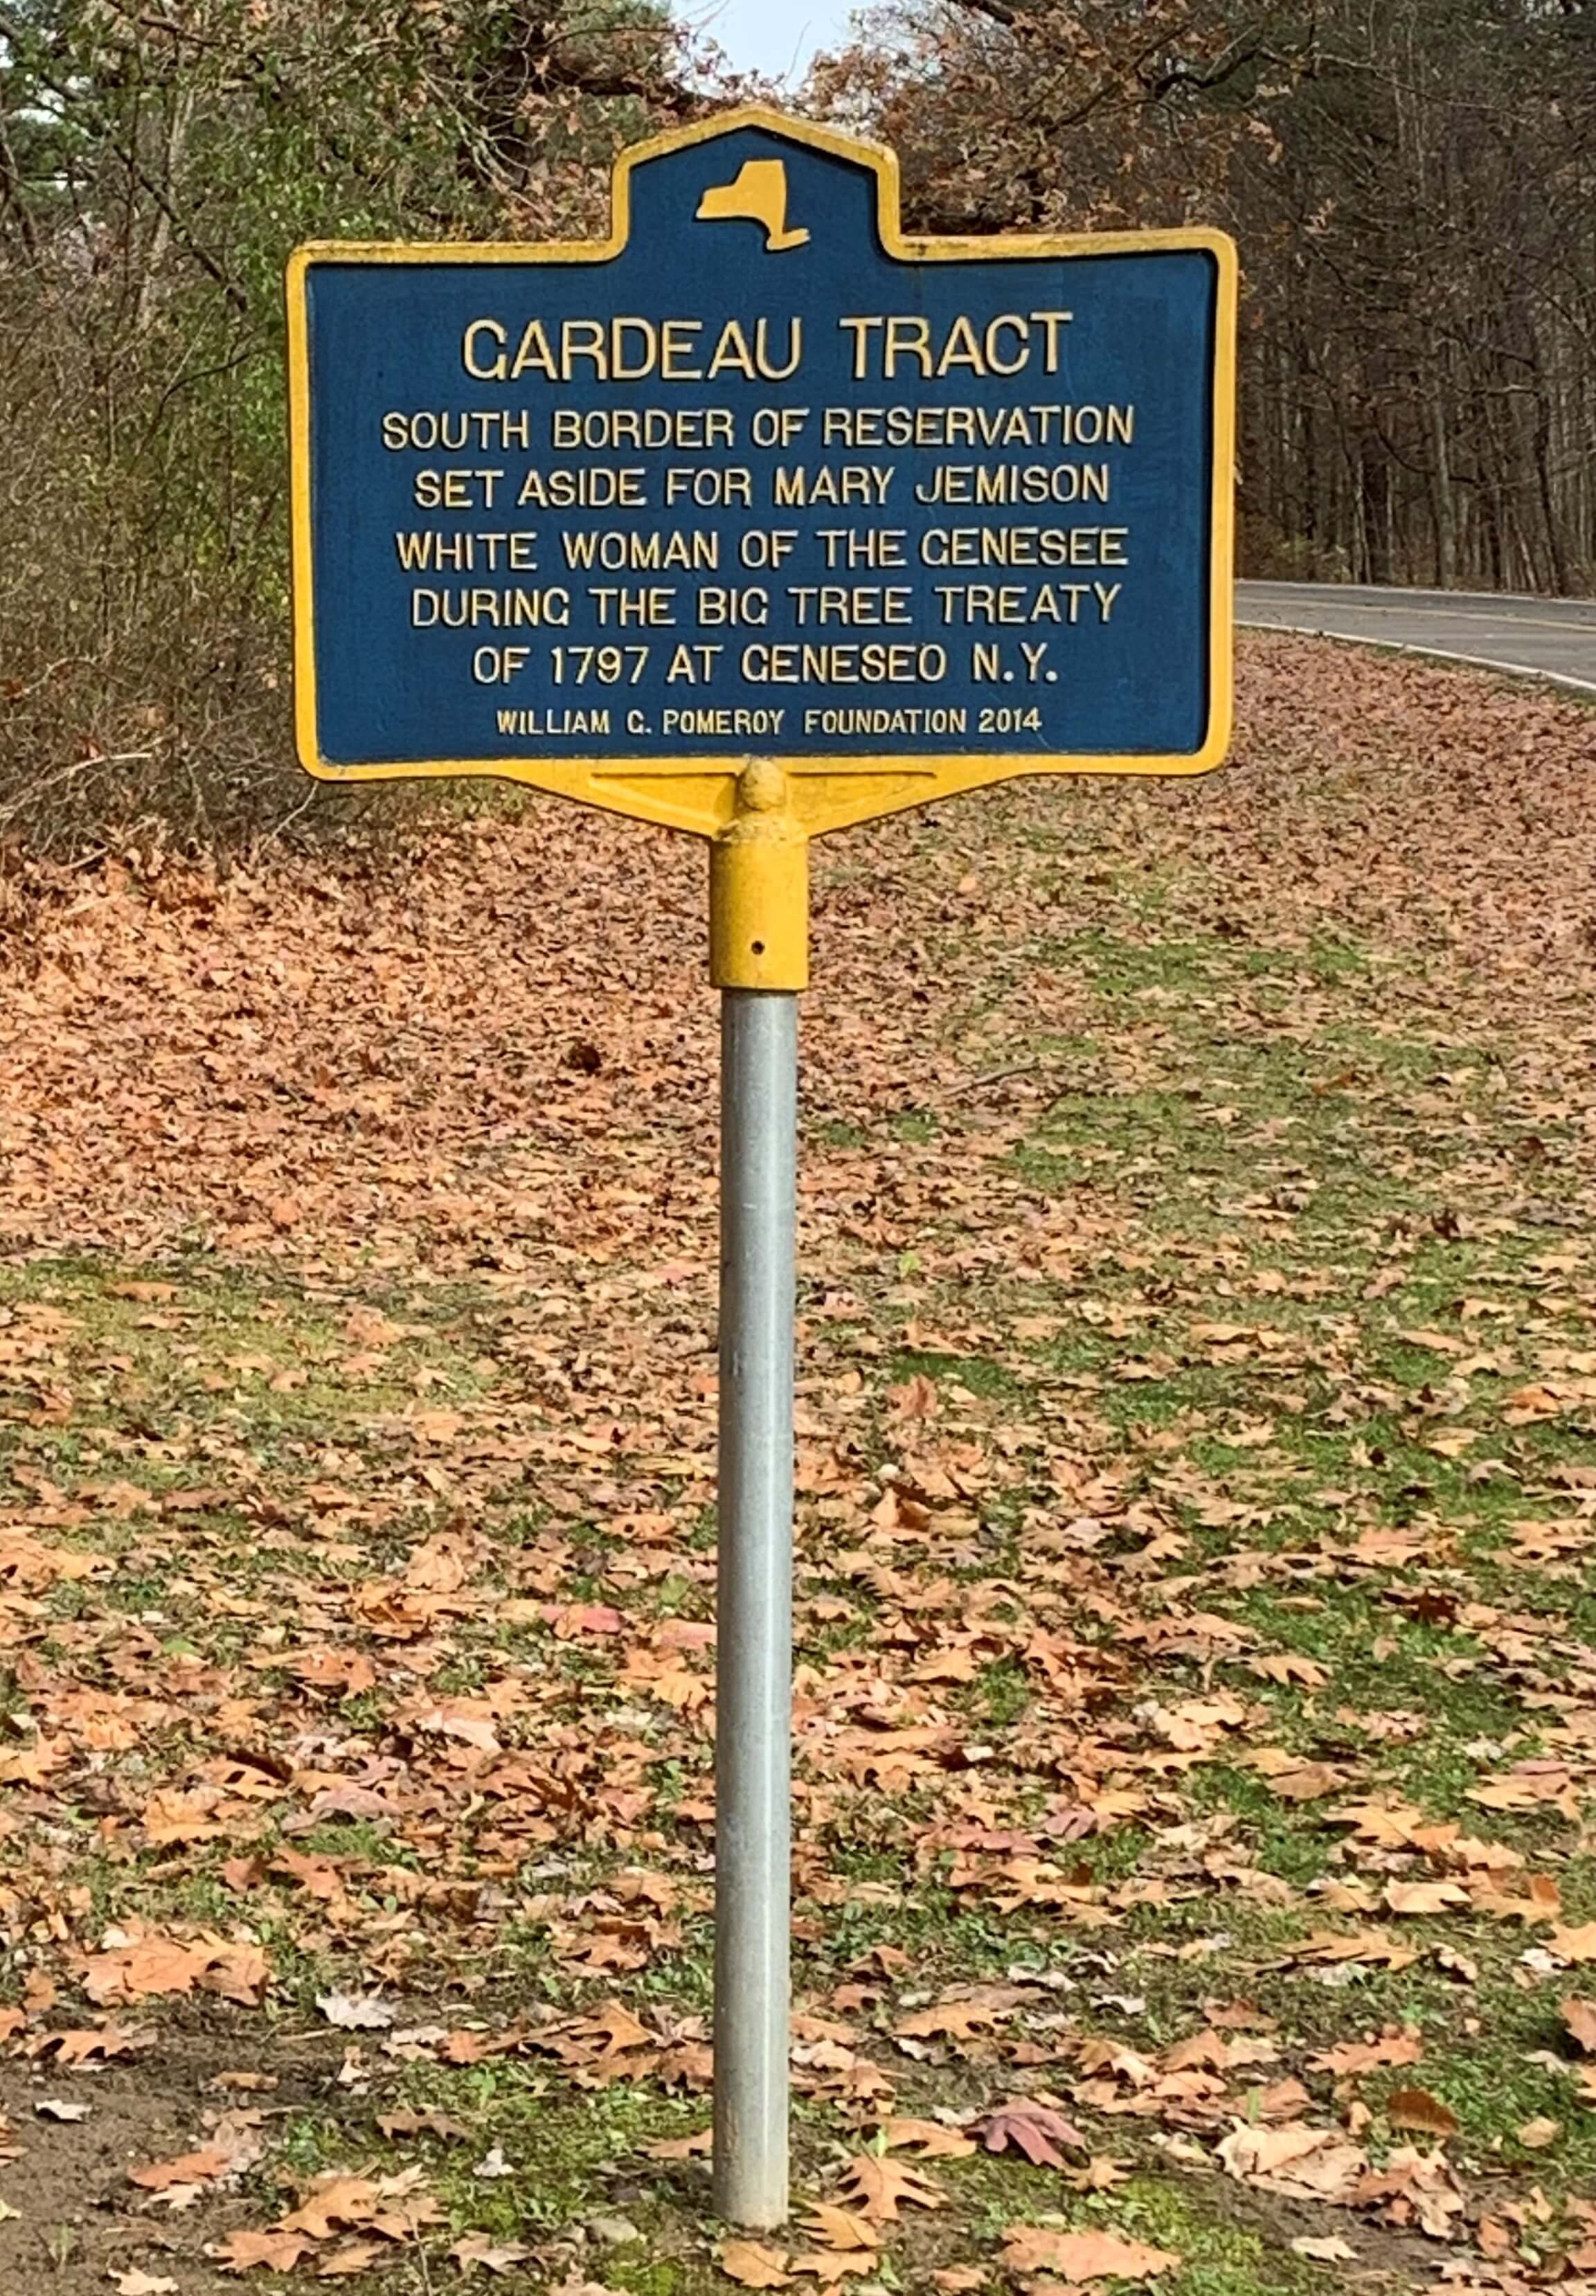 GARDEAU TRACT
SOUTH BORDER OF RESERVATION
SET ASIDE FOR MARY JEMISON
WHITE WOMAN OF THE GENESEE
DURING THE BIG TREE TREATY
OF 1797 AT GENESEO N.Y.
WILLIAM G. POMEROY FOUNDATION 2014